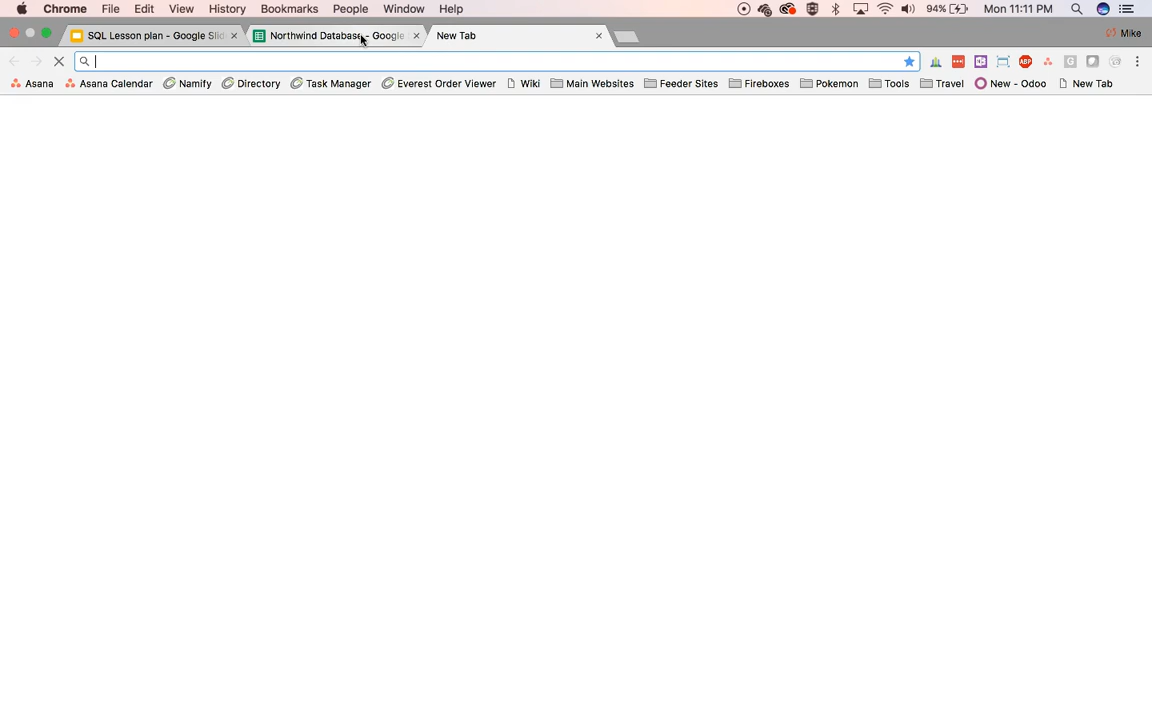 Chrome File Edit View History Bookmarks People Window Help 94% Mon 11:11 PM
SQL Lesson plan - Google Slid Northwind Database - Google New Tab Mike
Asana Asana Calendar Namify Directory Task Manager Everest Order Viewer Wiki Main Websites Feeder Sites Fireboxes Pokemon Tools Travel New - Odoo New Tab